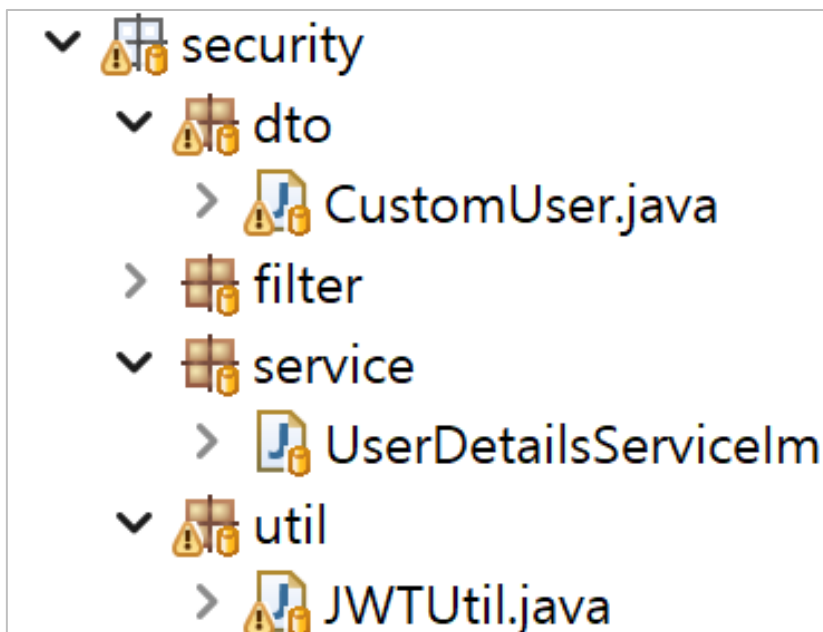 security
dto
CustomUser.java
filter
service
UserDetailsServiceIm
util
JWTUtil.java